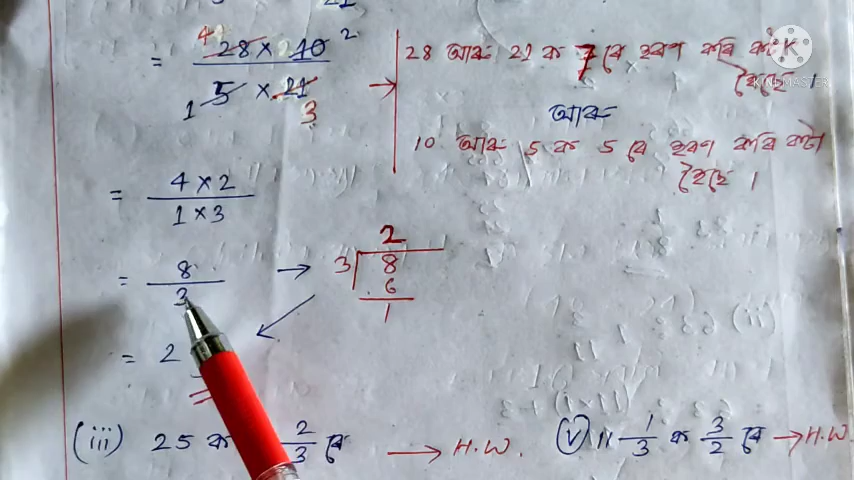 21
= 28 × 10 / 5 × 21
4 2
1 3
28 আৰু 21 ক 7 ৰে হৰণ কৰি কটা
হৈছে ।
আৰু
10 আৰু 5 ক 5 ৰে হৰণ কৰি কটা
হৈছে ।
= 4 × 2 / 1 × 3
= 8 / 3 →
2
3 8
6
1
= 2
(iii) 25 ক 2/3 ৰে → H.W.
(v) 11 1/3 ক 3/2 ৰে → H.W.
K
KINEMASTER